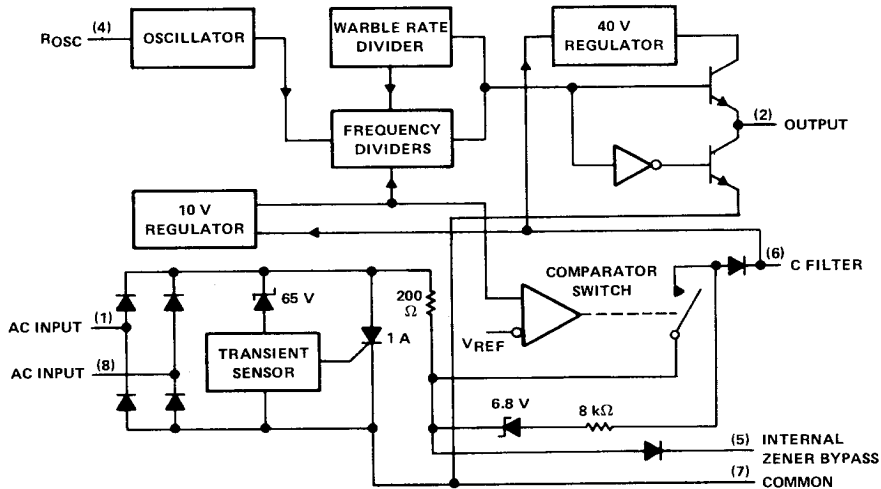 ROSC (4)
OSCILLATOR
WARBLE RATE
DIVIDER
40 V
REGULATOR
FREQUENCY
DIVIDERS
(2)
OUTPUT
10 V
REGULATOR
(6)
C FILTER
COMPARATOR
SWITCH
65 V
200
Ω
AC INPUT (1)
1 A
VREF
TRANSIENT
SENSOR
AC INPUT (8)
6.8 V
8 kΩ
(5) INTERNAL
ZENER BYPASS
(7) COMMON